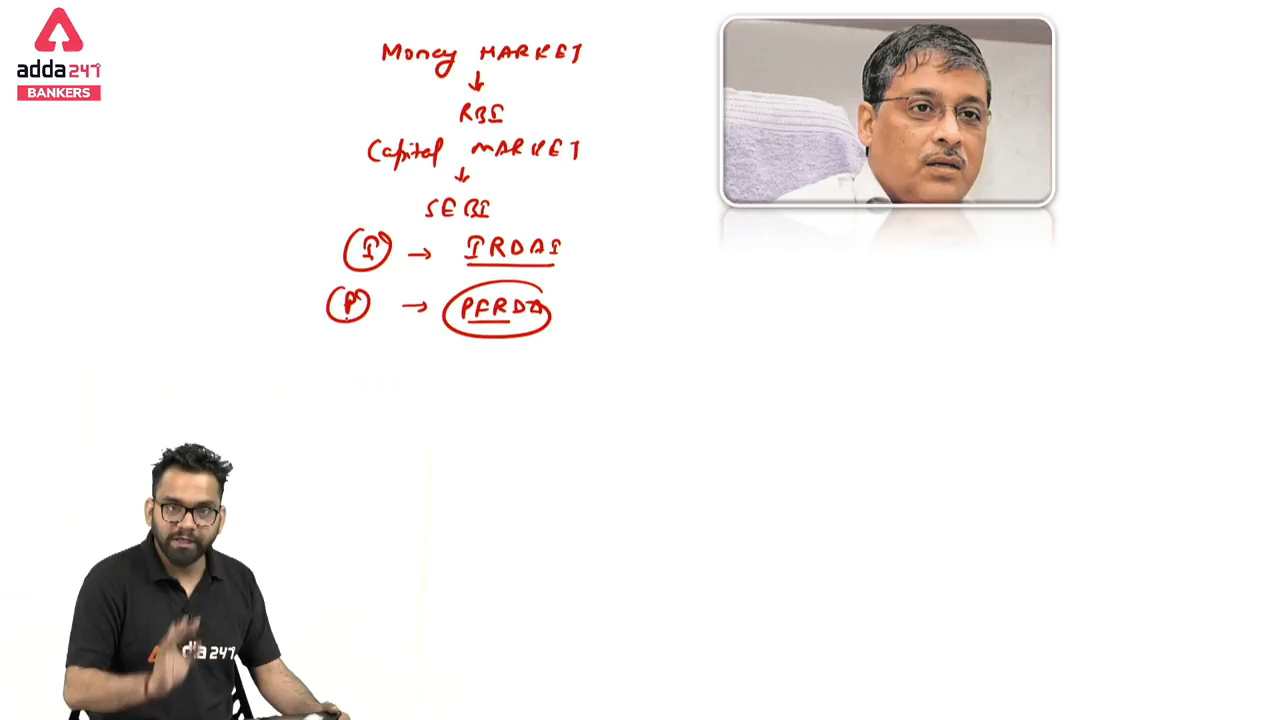 adda247
BANKERS
Money MARKET
↓
RBI
Capital MARKET
↓
SEBI
I → IRDAI
P → PFRDA
adda247